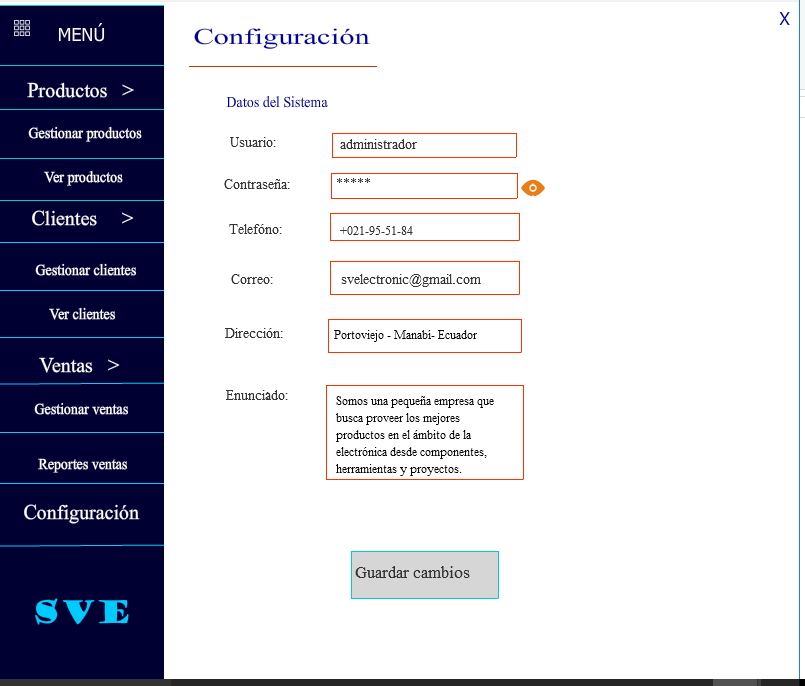 MENÚ
X
Configuración
Productos >
Gestionar productos
Ver productos
Clientes >
Gestionar clientes
Ver clientes
Ventas >
Gestionar ventas
Reportes ventas
Configuración
SVE
Datos del Sistema
Usuario: administrador
Contraseña: *****
Telefóno: +021-95-51-84
Correo: svelectronic@gmail.com
Dirección: Portoviejo - Manabí- Ecuador
Enunciado: Somos una pequeña empresa que
busca proveer los mejores
productos en el ámbito de la
electrónica desde componentes,
herramientas y proyectos.
Guardar cambios